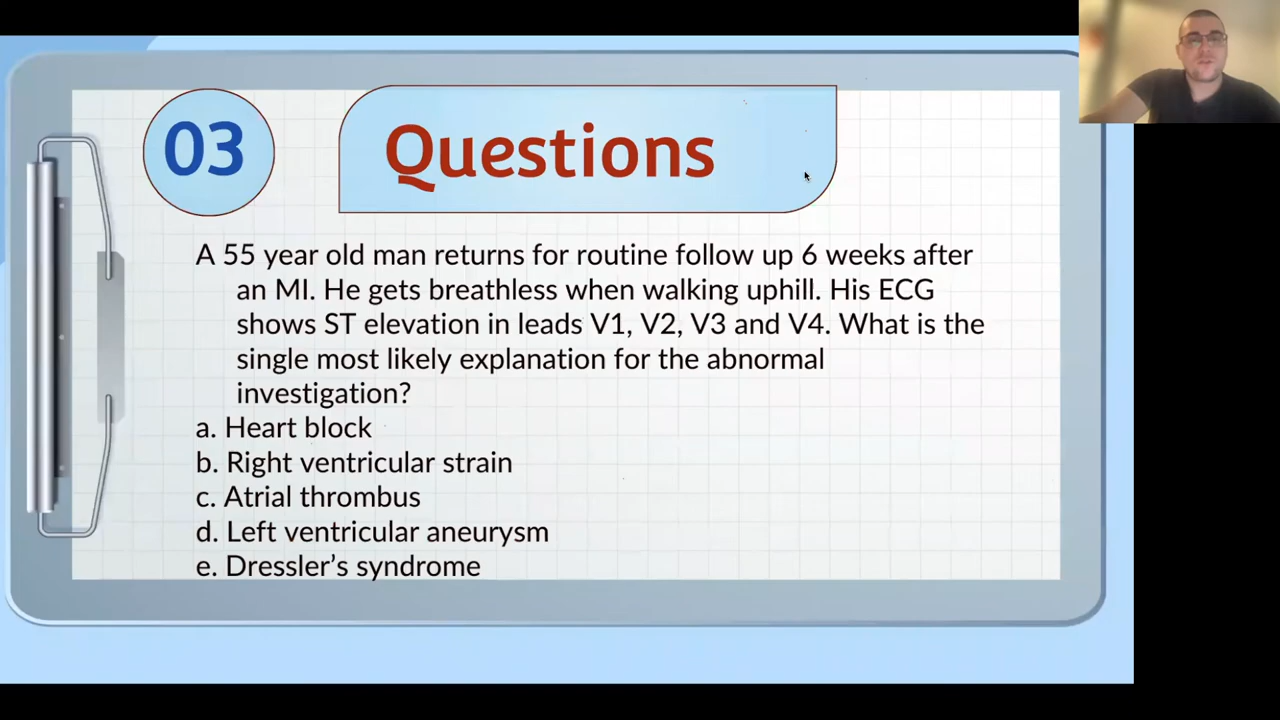 03
Questions
A 55 year old man returns for routine follow up 6 weeks after
an MI. He gets breathless when walking uphill. His ECG
shows ST elevation in leads V1, V2, V3 and V4. What is the
single most likely explanation for the abnormal
investigation?
a. Heart block
b. Right ventricular strain
c. Atrial thrombus
d. Left ventricular aneurysm
e. Dressler’s syndrome